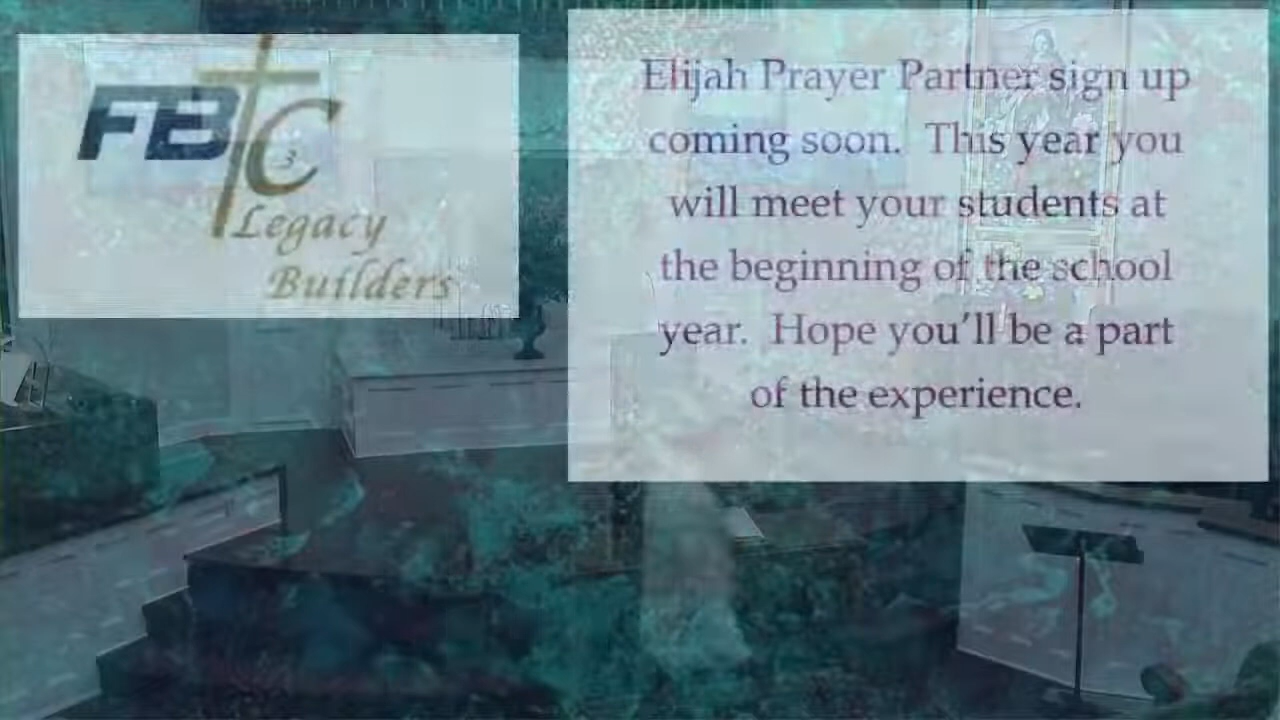 FBC
3
Legacy
Builders
Elijah Prayer Partner sign up
coming soon. This year you
will meet your students at
the beginning of the school
year. Hope you'll be a part
of the experience.